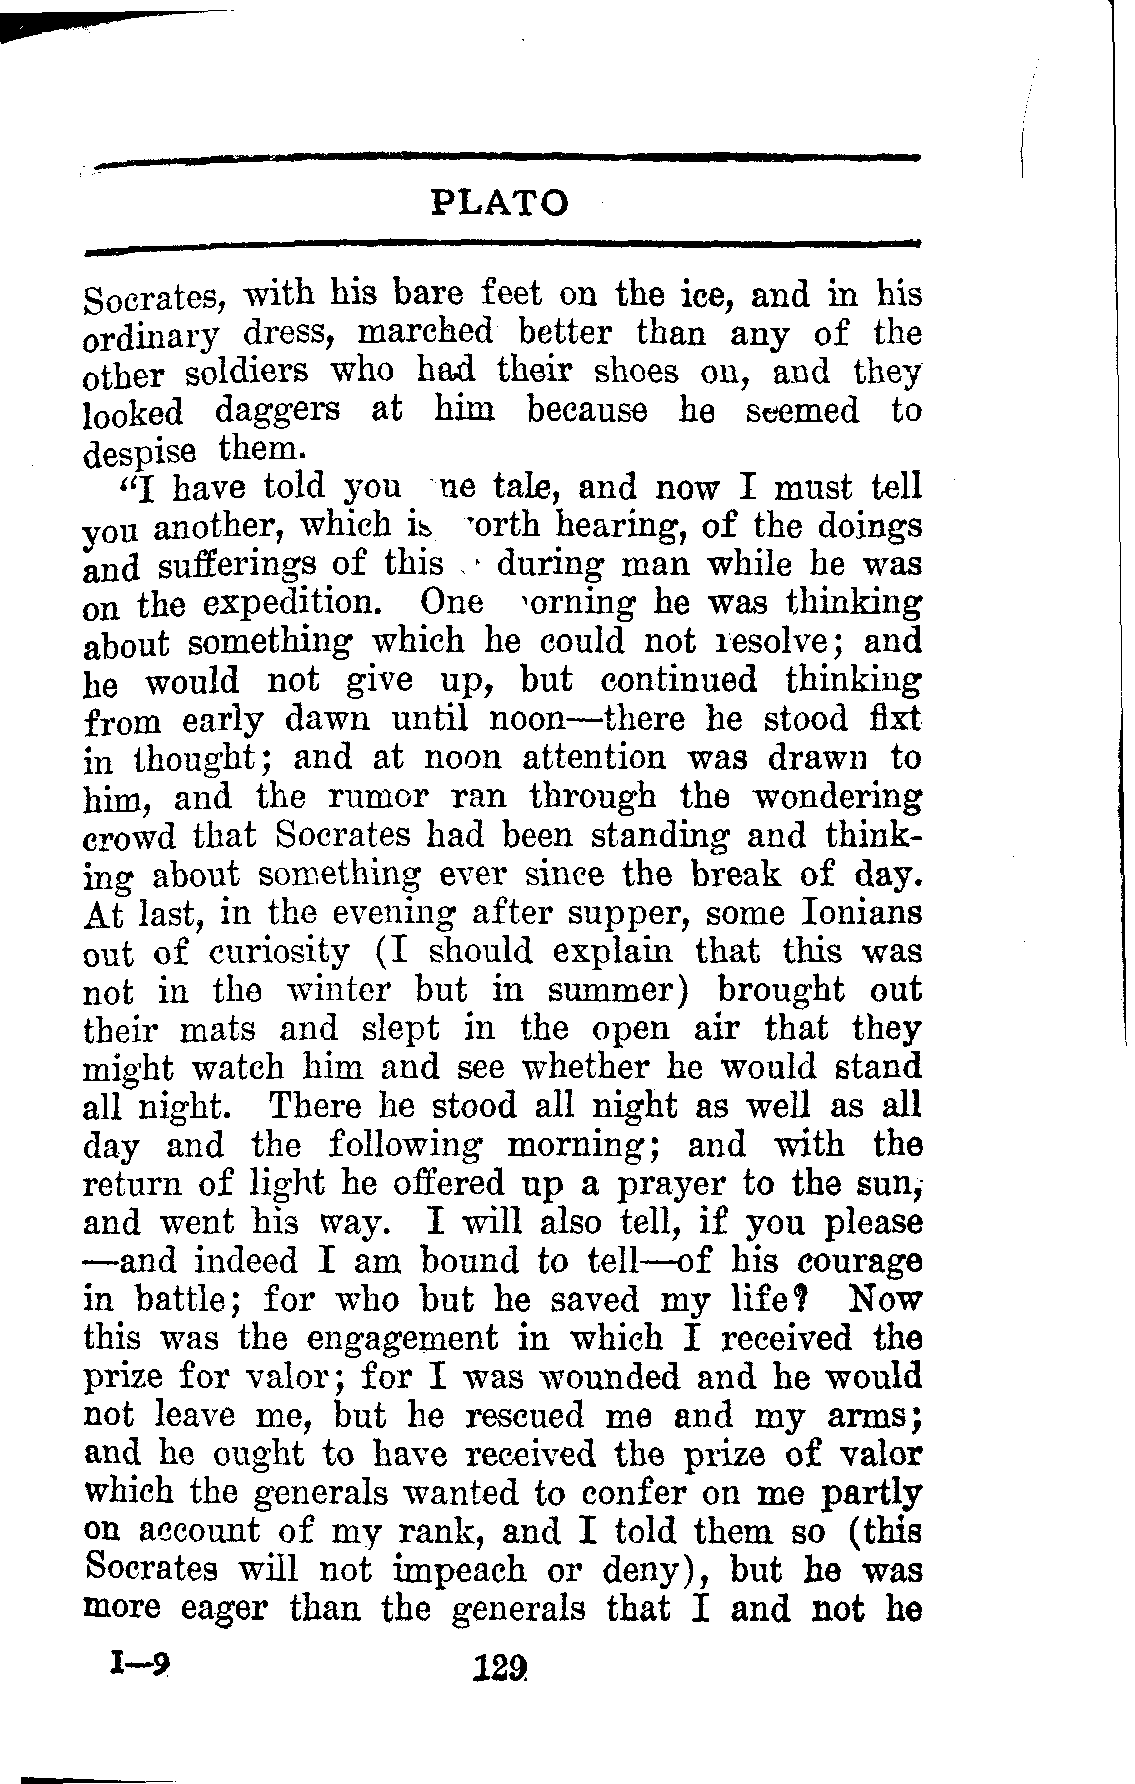 PLATO
Socrates, with his bare feet on the ice, and in his
ordinary dress, marched better than any of the
other soldiers who had their shoes on, and they
looked daggers at him because he seemed to
despise them.
"I have told you ne tale, and now I must tell
you another, which is orth hearing, of the doings
and sufferings of this during man while he was
on the expedition. One orning he was thinking
about something which he could not resolve; and
he would not give up, but continued thinking
from early dawn until noon—there he stood fixt
in thought; and at noon attention was drawn to
him, and the rumor ran through the wondering
crowd that Socrates had been standing and think-
ing about something ever since the break of day.
At last, in the evening after supper, some Ionians
out of curiosity (I should explain that this was
not in the winter but in summer) brought out
their mats and slept in the open air that they
might watch him and see whether he would stand
all night. There he stood all night as well as all
day and the following morning; and with the
return of light he offered up a prayer to the sun,
and went his way. I will also tell, if you please
—and indeed I am bound to tell—of his courage
in battle; for who but he saved my life? Now
this was the engagement in which I received the
prize for valor; for I was wounded and he would
not leave me, but he rescued me and my arms;
and he ought to have received the prize of valor
which the generals wanted to confer on me partly
on account of my rank, and I told them so (this
Socrates will not impeach or deny), but he was
more eager than the generals that I and not he
I—9 129